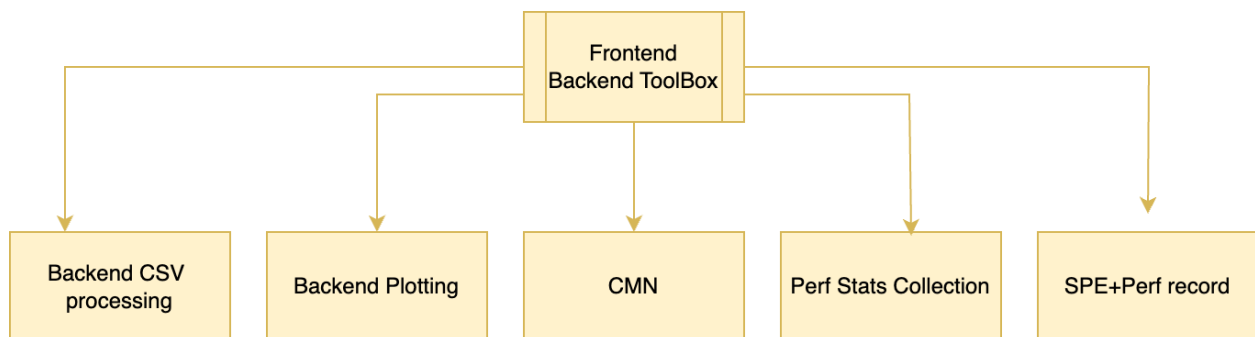 Frontend
Backend ToolBox
Backend CSV
processing
Backend Plotting
CMN
Perf Stats Collection
SPE+Perf record